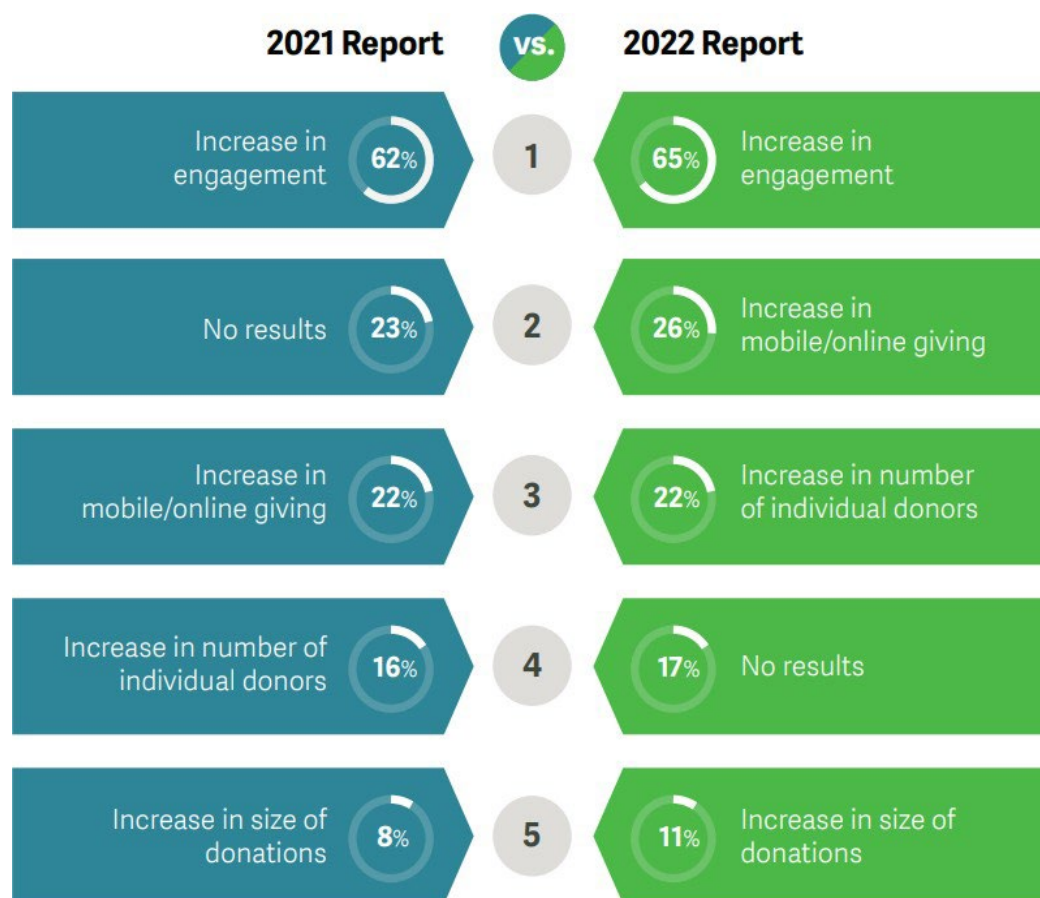 2021 Report
vs.
2022 Report
Increase in
engagement
62%
1
65%
Increase in
engagement
No results
23%
2
26%
Increase in
mobile/online giving
Increase in
mobile/online giving
22%
3
22%
Increase in number
of individual donors
Increase in number of
individual donors
16%
4
17%
No results
Increase in size of
donations
8%
5
11%
Increase in size of
donations